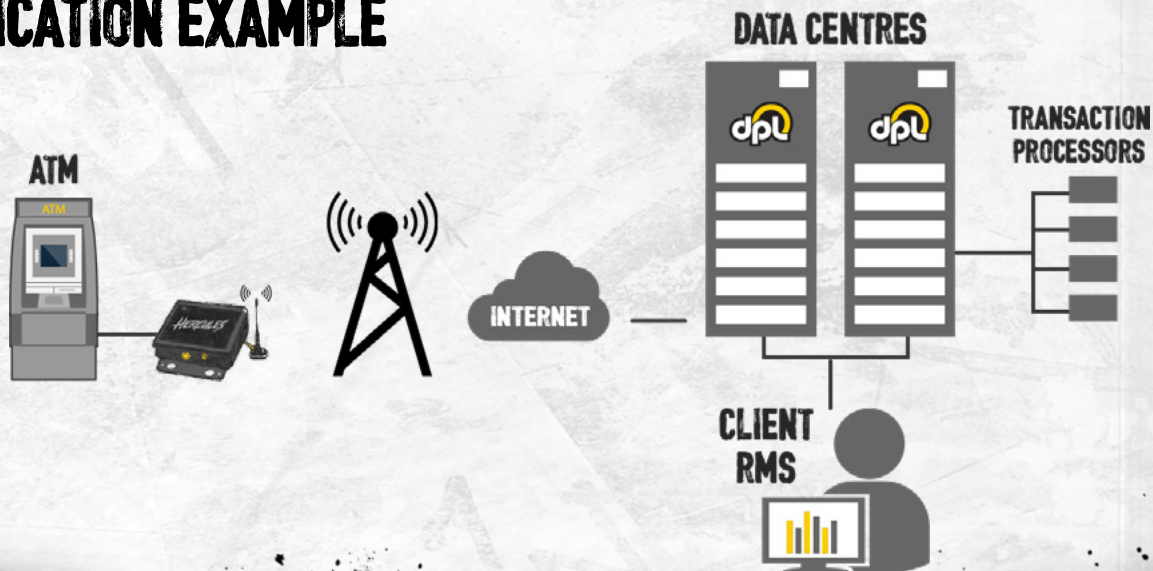 ICATION EXAMPLE
DATA CENTRES
dpl
dpl
TRANSACTION
PROCESSORS
ATM
ATM
HERCULES
INTERNET
CLIENT
RMS